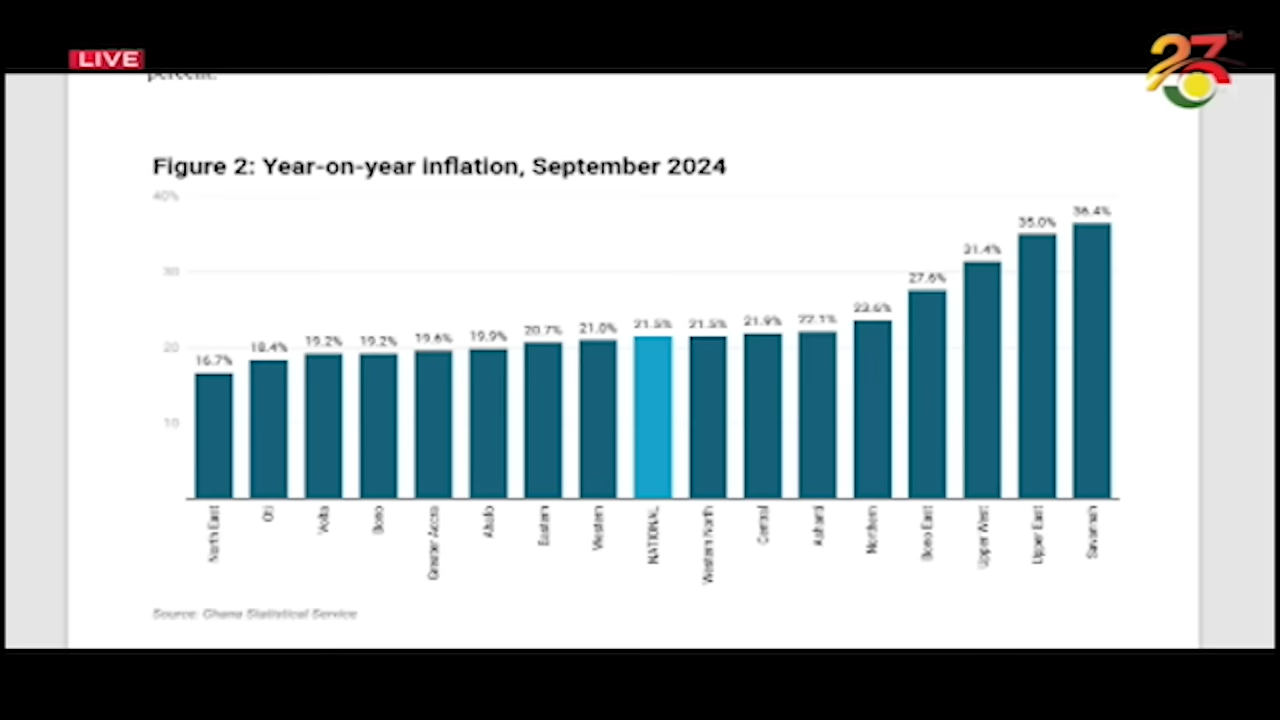 LIVE
23
percent.
Figure 2: Year-on-year inflation, September 2024
40%
30
20
10
16.7%
18.4%
19.2%
19.2%
19.6%
19.9%
20.7%
21.0%
21.5%
21.5%
21.9%
22.1%
23.6%
27.6%
31.4%
35.0%
36.4%
North East
Oti
Volta
Bono
Greater Accra
Ahafo
Eastern
Western
NATIONAL
Western North
Central
Ashanti
Northern
Bono East
Upper West
Upper East
Savannah
Source: Ghana Statistical Service